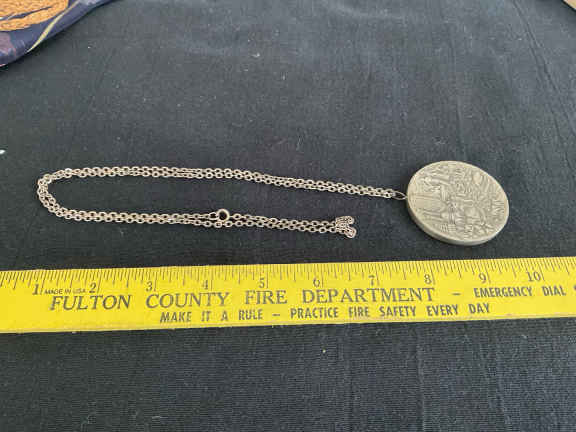 1 MADE IN USA 2 3 4 5 6 7 8 9 10
FULTON COUNTY FIRE DEPARTMENT – EMERGENCY DIAL
MAKE IT A RULE – PRACTICE FIRE SAFETY EVERY DAY